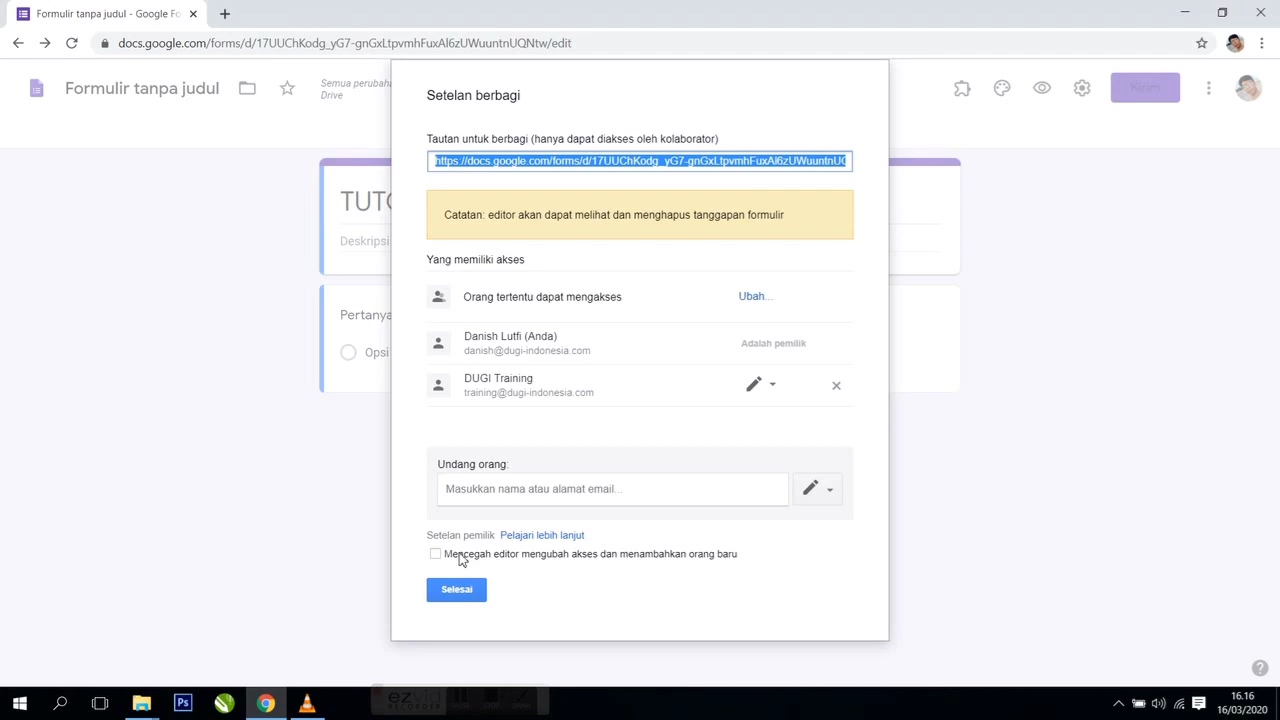 Formulir tanpa judul - Google Fo
docs.google.com/forms/d/17UUChKodg_yG7-gnGxLtpvmhFuxAl6zUWuuntnUQNtw/edit
Formulir tanpa judul
Semua perubaha
Drive
Kirim
Setelan berbagi
Tautan untuk berbagi (hanya dapat diakses oleh kolaborator)
https://docs.google.com/forms/d/17UUChKodg_yG7-gnGxLtpvmhFuxAl6zUWuuntnUQ
TUTO
Catatan: editor akan dapat melihat dan menghapus tanggapan formulir
Deskripsi
Yang memiliki akses
Orang tertentu dapat mengakses
Ubah...
Pertanya
Danish Lutfi (Anda)
danish@dugi-indonesia.com
Adalah pemilik
Opsi
DUGI Training
training@dugi-indonesia.com
Undang orang:
Masukkan nama atau alamat email...
Setelan pemilik Pelajari lebih lanjut
Mencegah editor mengubah akses dan menambahkan orang baru
Selesai
Ps
ezvid
RECORDER
16.16
16/03/2020